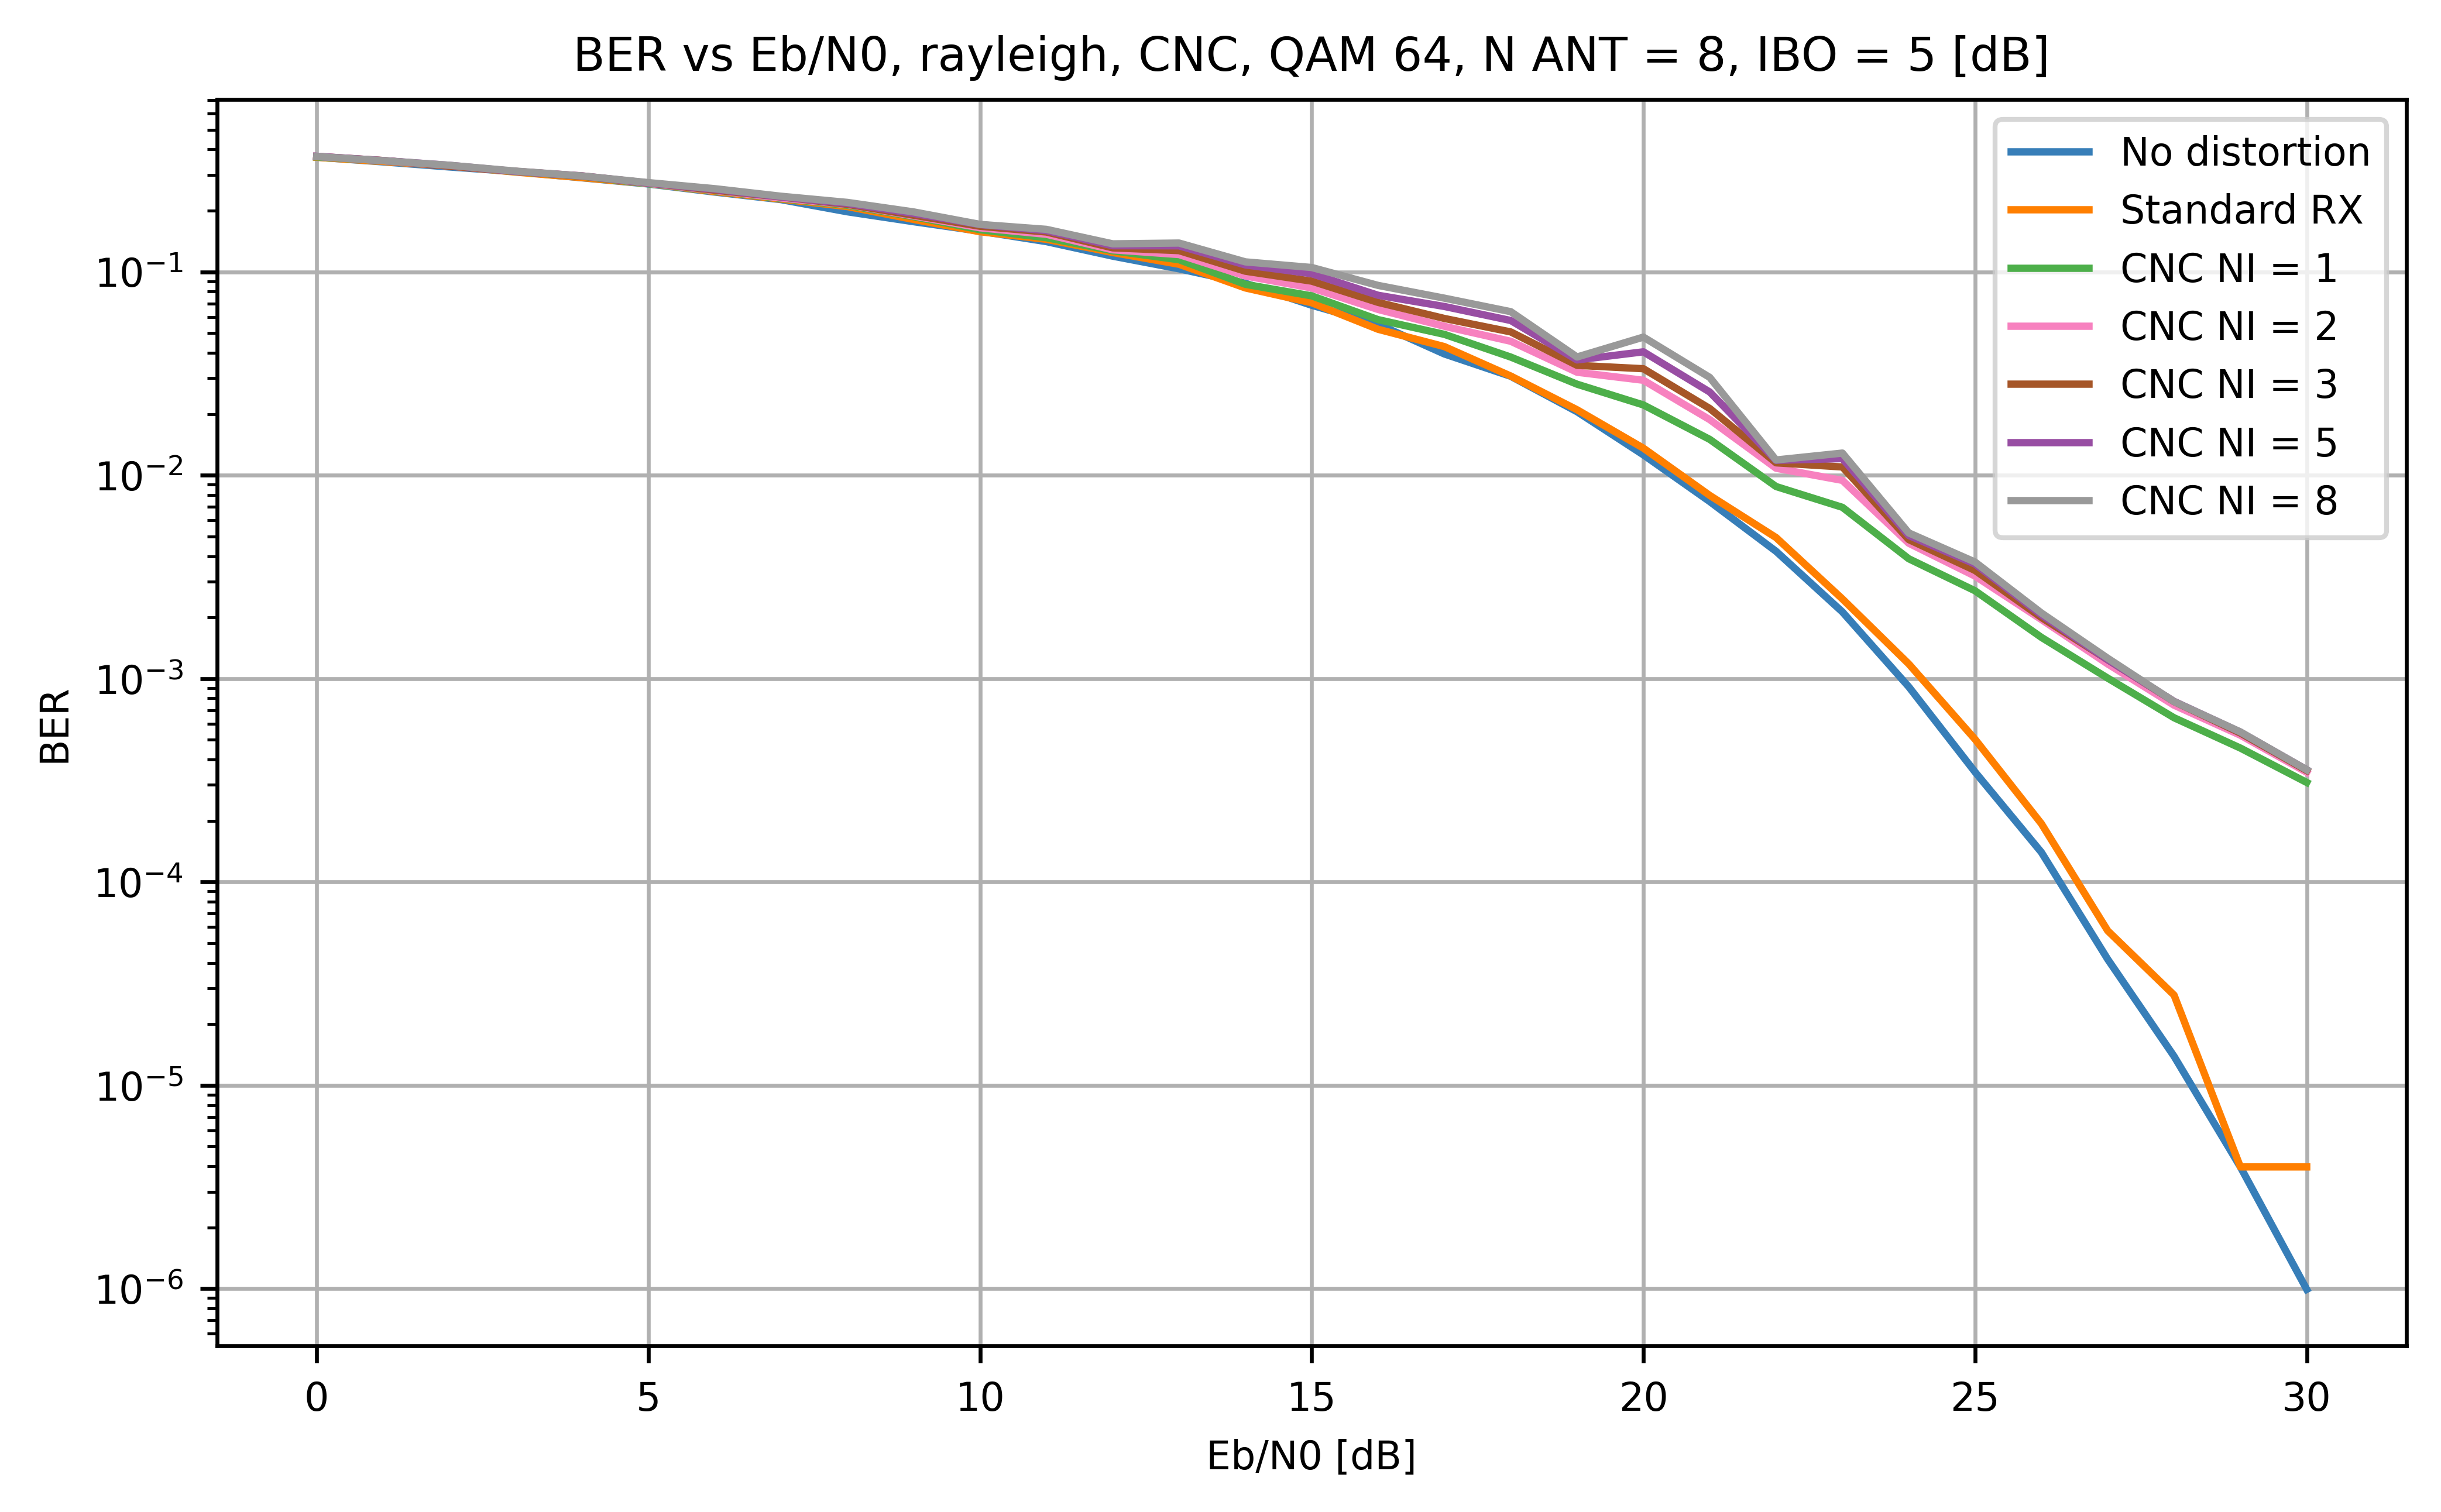 BER vs Eb/N0, rayleigh, CNC, QAM 64, N ANT = 8, IBO = 5 [dB]
No distortion
Standard RX
CNC NI = 1
CNC NI = 2
CNC NI = 3
CNC NI = 5
CNC NI = 8
BER
10⁻¹
10⁻²
10⁻³
10⁻⁴
10⁻⁵
10⁻⁶
0 5 10 15 20 25 30
Eb/N0 [dB]